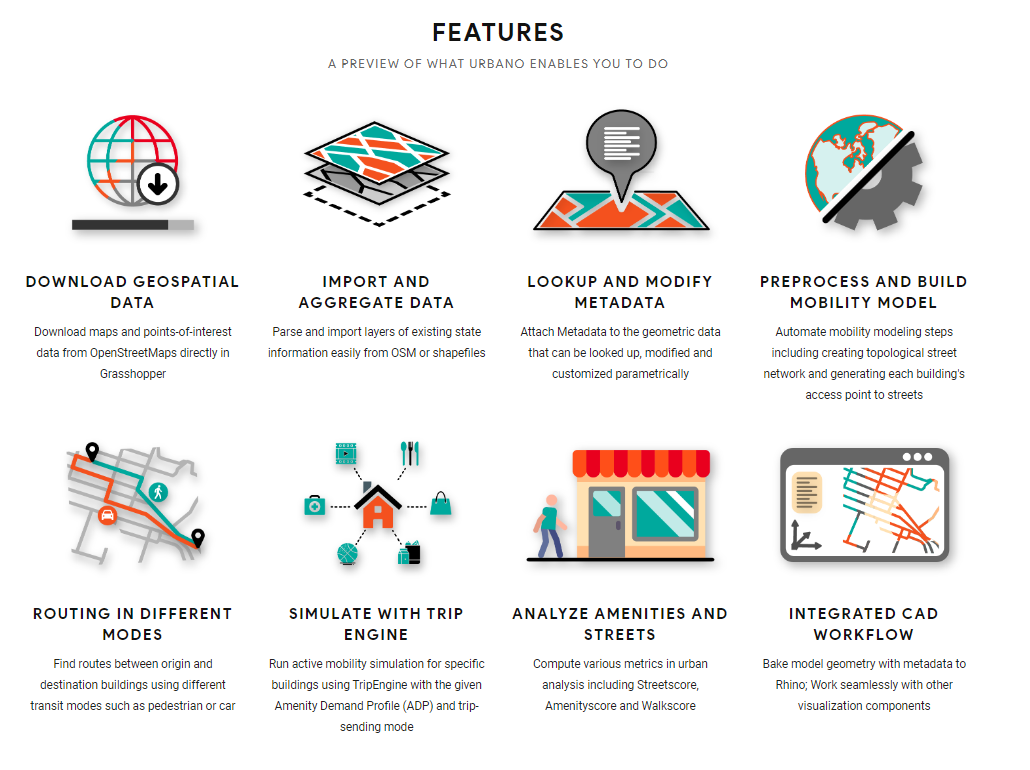 FEATURES
A PREVIEW OF WHAT URBANO ENABLES YOU TO DO
DOWNLOAD GEOSPATIAL
DATA
Download maps and points-of-interest
data from OpenStreetMaps directly in
Grasshopper
IMPORT AND
AGGREGATE DATA
Parse and import layers of existing state
information easily from OSM or shapefiles
LOOKUP AND MODIFY
METADATA
Attach Metadata to the geometric data
that can be looked up, modified and
customized parametrically
PREPROCESS AND BUILD
MOBILITY MODEL
Automate mobility modeling steps
including creating topological street
network and generating each building's
access point to streets
ROUTING IN DIFFERENT
MODES
Find routes between origin and
destination buildings using different
transit modes such as pedestrian or car
SIMULATE WITH TRIP
ENGINE
Run active mobility simulation for specific
buildings using TripEngine with the given
Amenity Demand Profile (ADP) and trip-
sending mode
ANALYZE AMENITIES AND
STREETS
Compute various metrics in urban
analysis including Streetscore,
Amenityscore and Walkscore
INTEGRATED CAD
WORKFLOW
Bake model geometry with metadata to
Rhino; Work seamlessly with other
visualization components